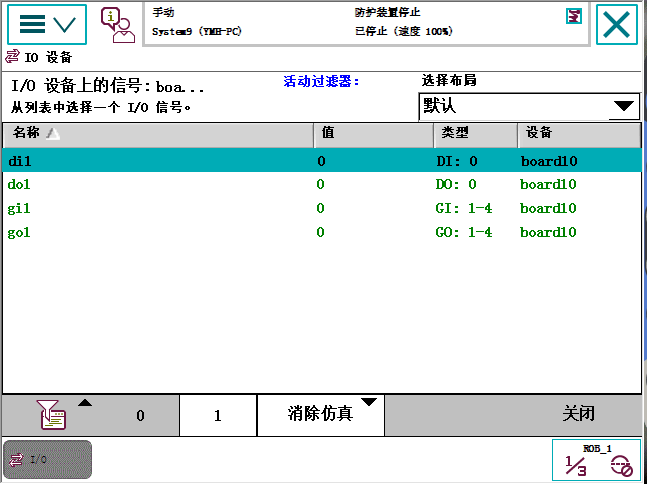 手动
防护装置停止
System9 (YMH-PC)
已停止 (速度 100%)
IO 设备
I/O 设备上的信号: boa...
活动过滤器:
选择布局
从列表中选择一个 I/O 信号。
默认
名称 值 类型 设备
di1 0 DI: 0 board10
do1 0 DO: 0 board10
gi1 0 GI: 1-4 board10
go1 0 GO: 1-4 board10
0 1 消除仿真 关闭
I/O
ROB_1
1/3